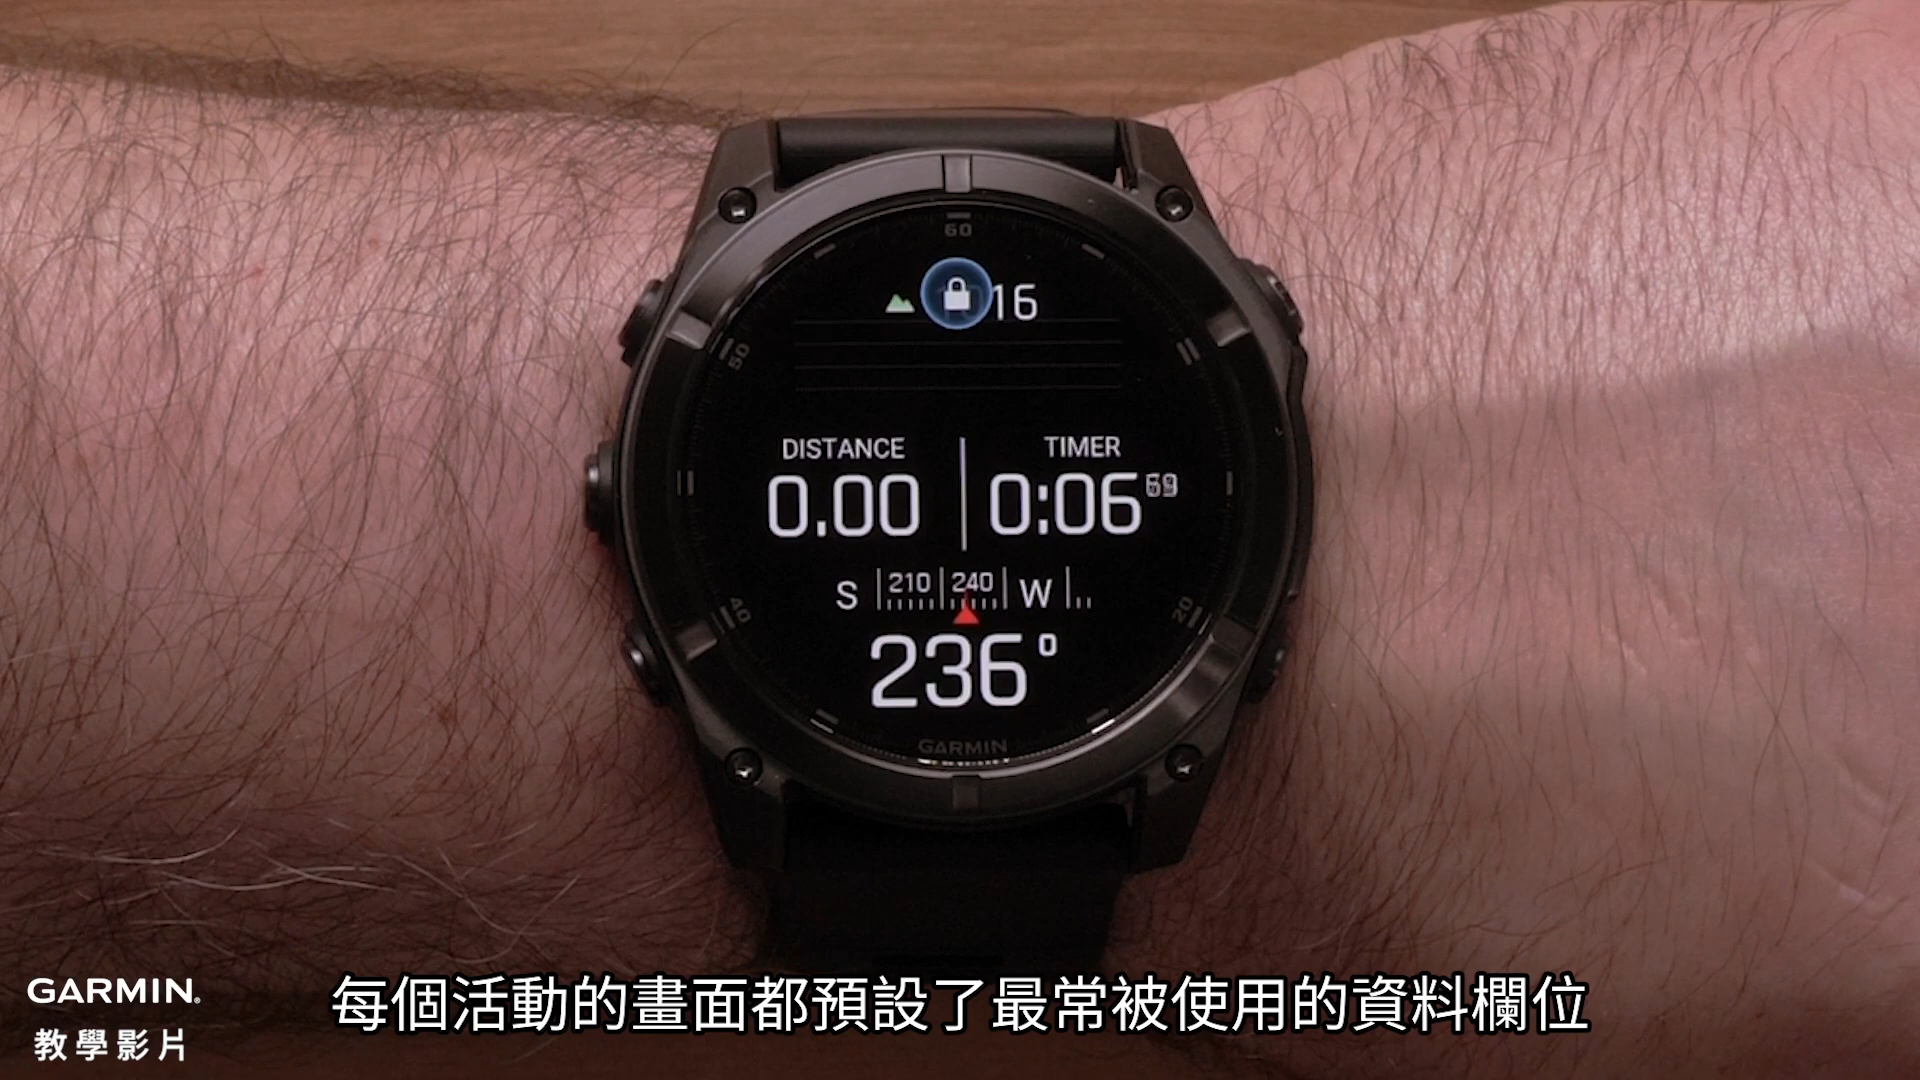 60
16
50
DISTANCE TIMER
0.00 0:06 69
S 210 240 W
40 20
236°
GARMIN
GARMIN.
教學影片
每個活動的畫面都預設了最常被使用的資料欄位